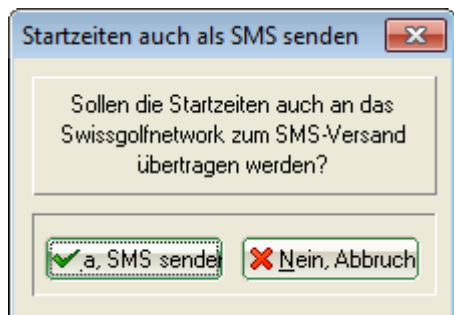 Startzeiten auch als SMS senden
Sollen die Startzeiten auch an das
Swissgolfnetwork zum SMS-Versand
übertragen werden?
a, SMS sende
Nein, Abbruch